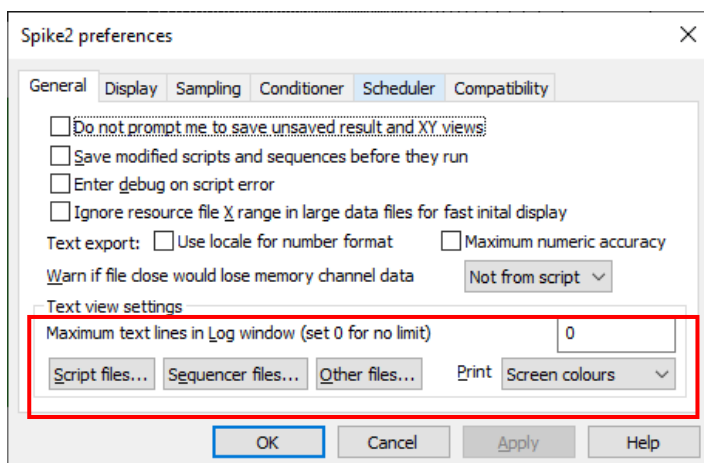 Spike2 preferences
General Display Sampling Conditioner Scheduler Compatibility
Do not prompt me to save unsaved result and XY views
Save modified scripts and sequences before they run
Enter debug on script error
Ignore resource file X range in large data files for fast inital display
Text export: Use locale for number format Maximum numeric accuracy
Warn if file close would lose memory channel data Not from script
Text view settings
Maximum text lines in Log window (set 0 for no limit) 0
Script files... Sequencer files... Other files... Print Screen colours
OK Cancel Apply Help